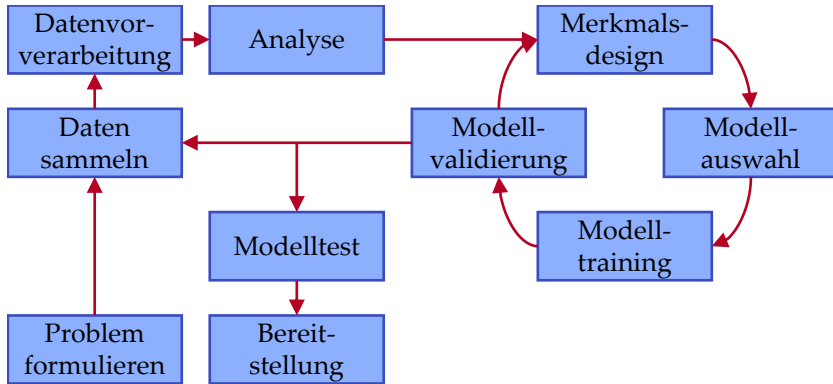 Datenvor-
verarbeitung
Analyse
Merkmals-
design
Daten
sammeln
Modell-
validierung
Modell-
auswahl
Modelltest
Modell-
training
Problem
formulieren
Bereit-
stellung